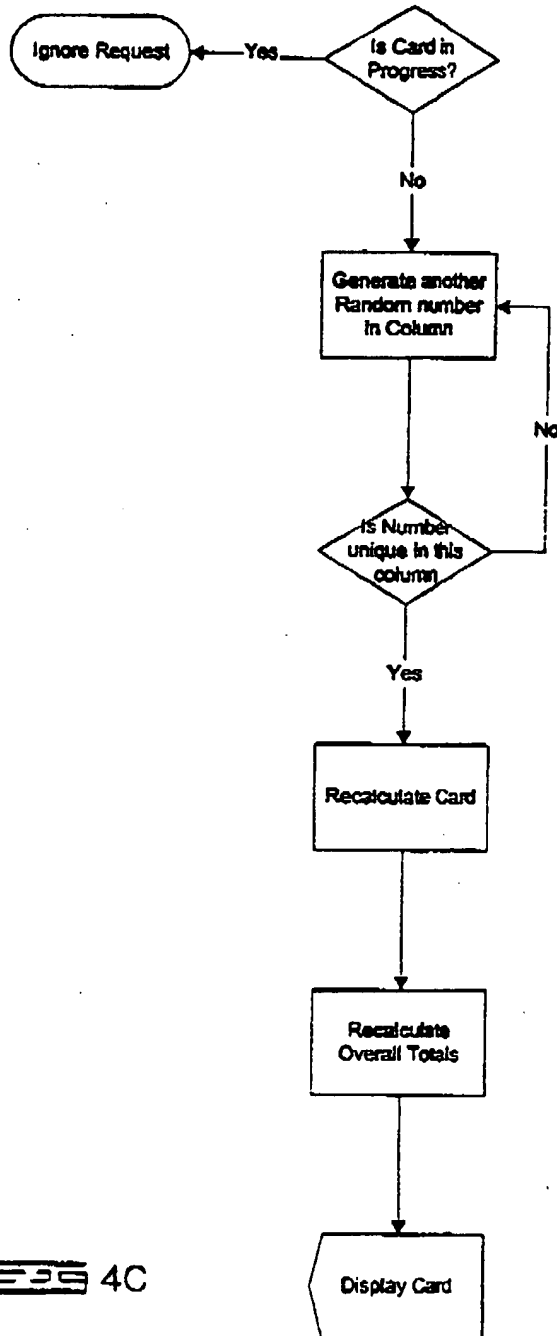 Ignore Request
Yes
Is Card in
Progress?
No
Generate another
Random number
in Column
No
Is Number
unique in this
column
Yes
Recalculate Card
Recalculate
Overall Totals
4C
Display Card